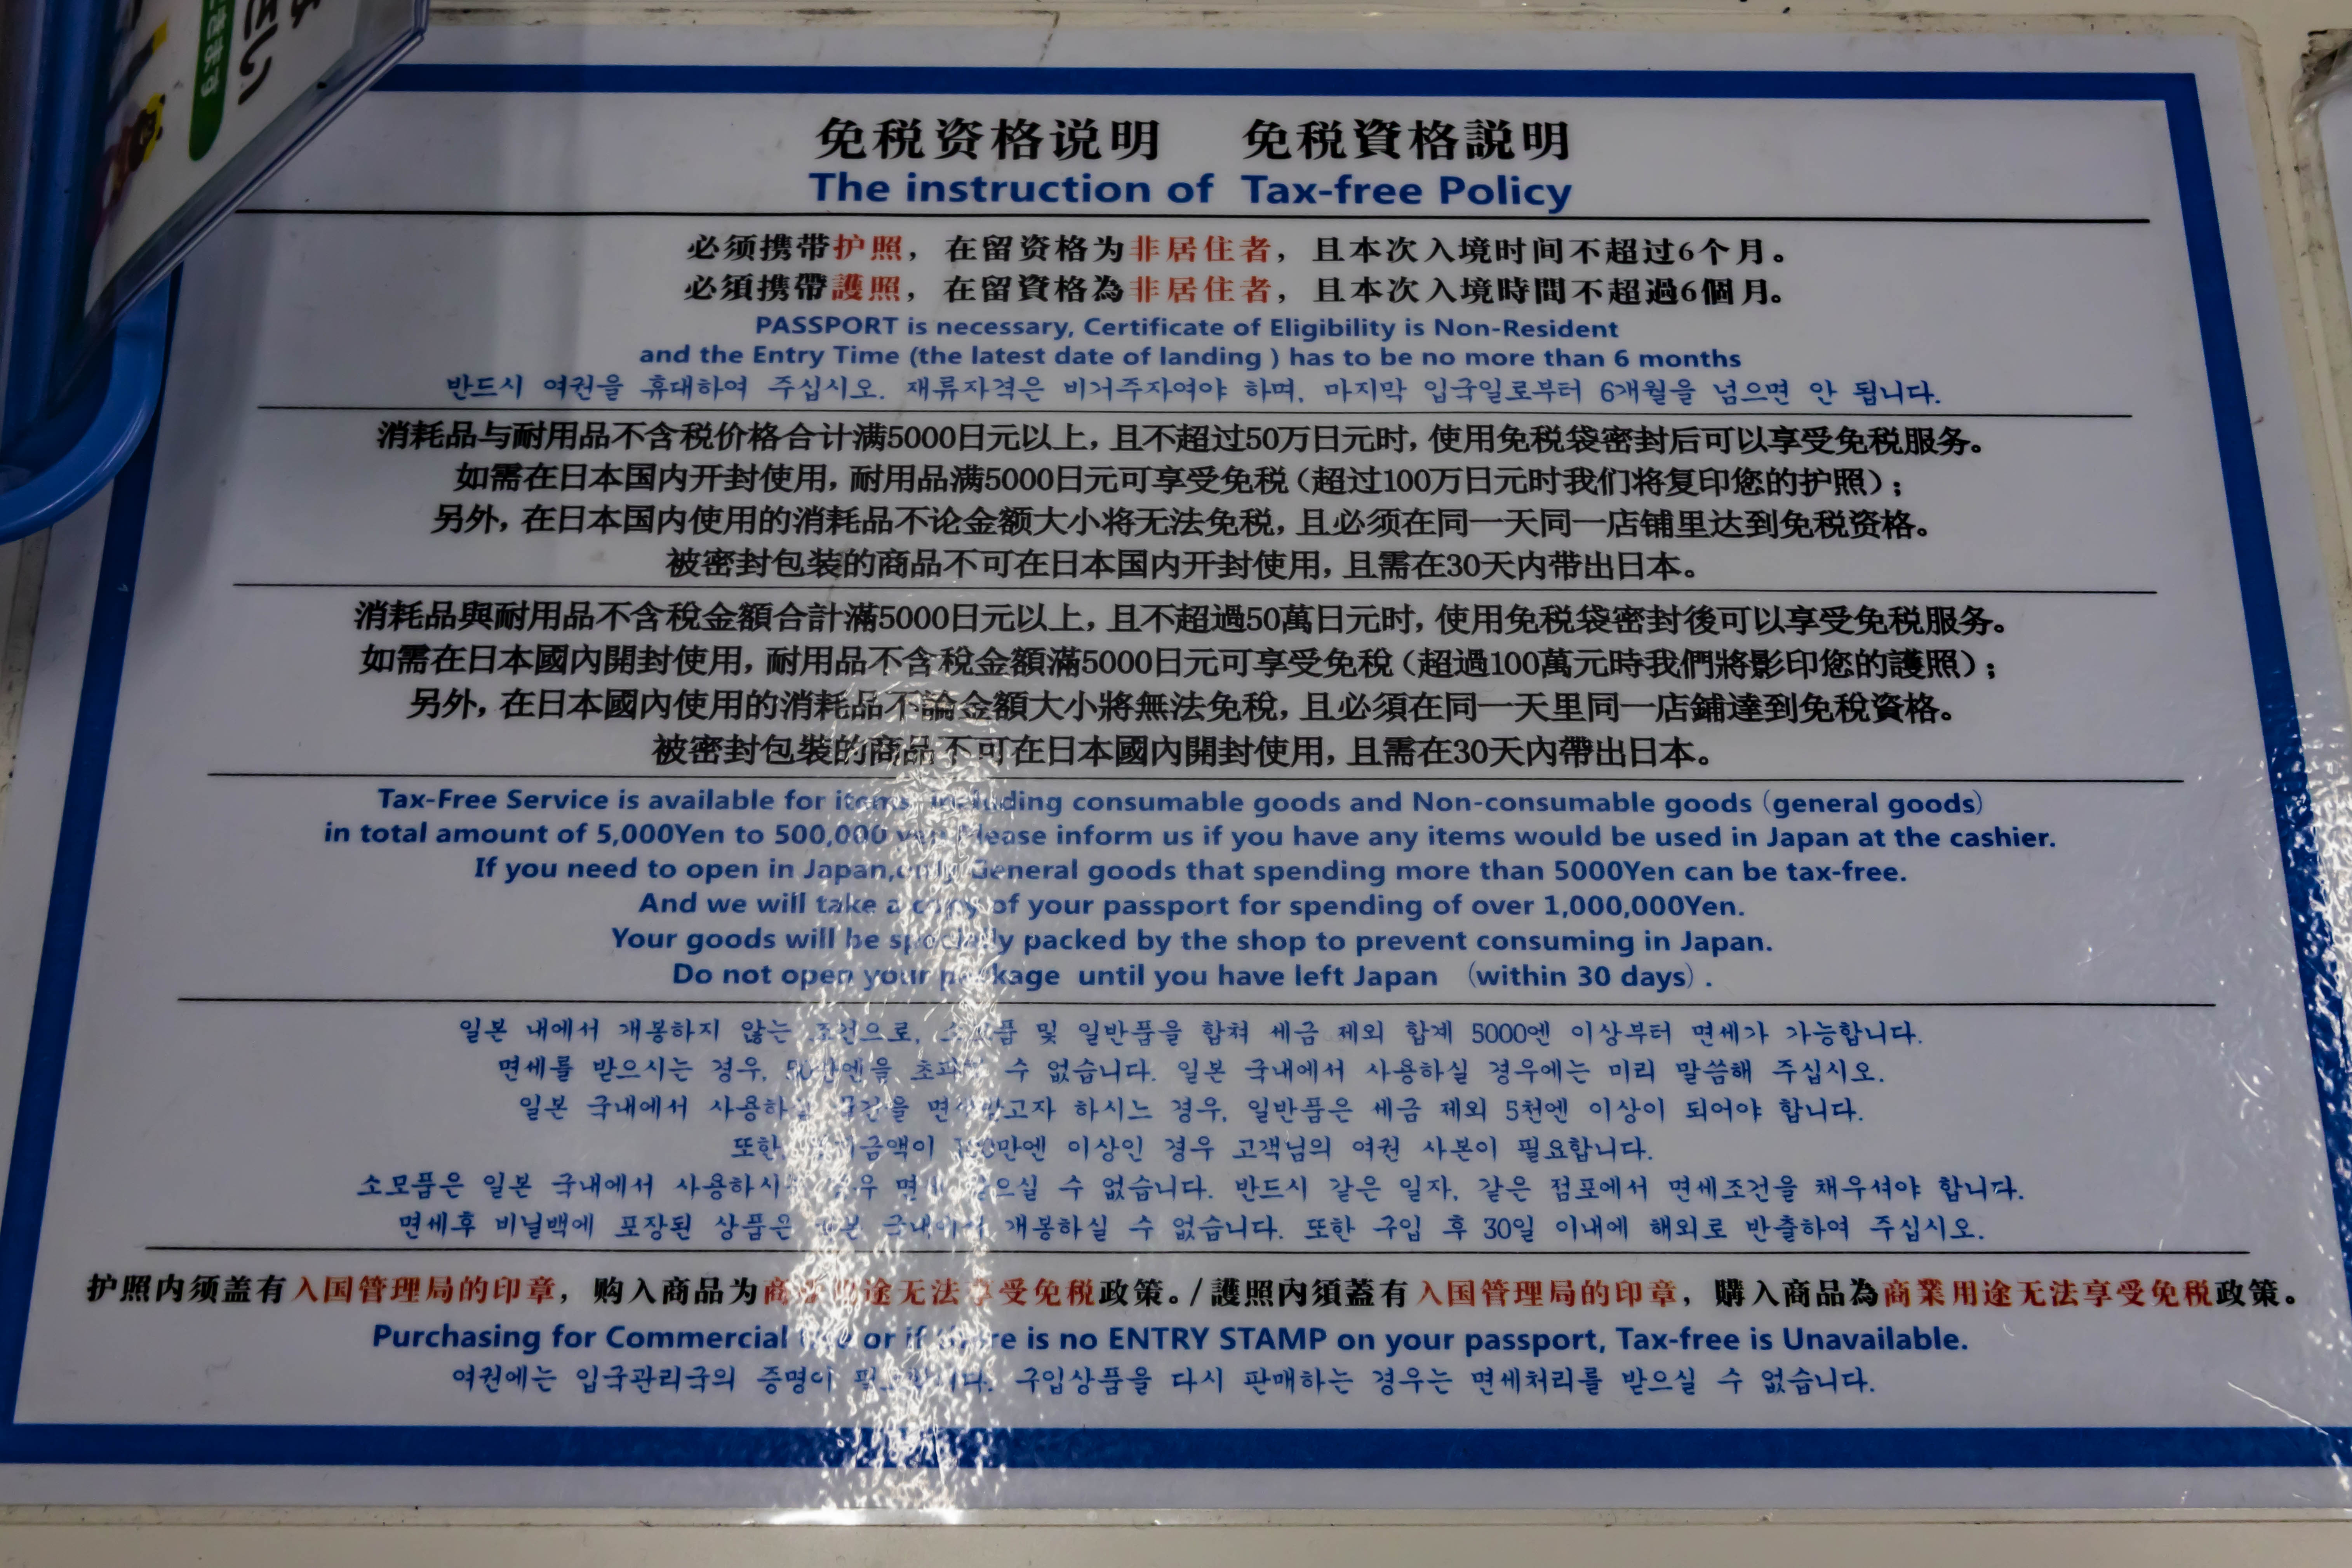 免税资格说明 免税資格説明
The instruction of Tax-free Policy
必须携带护照，在留资格为非居住者，且本次入境时间不超过6个月。
必須携帶護照，在留資格為非居住者，且本次入境時間不超過6個月。
PASSPORT is necessary, Certificate of Eligibility is Non-Resident
and the Entry Time (the latest date of landing ) has to be no more than 6 months
반드시 여권을 휴대하여 주십시오. 재류자격은 비거주자여야 하며, 마지막 입국일로부터 6개월을 넘으면 안 됩니다.
消耗品与耐用品不含税价格合计满5000日元以上，且不超过50万日元时，使用免税袋密封后可以享受免税服务。
如需在日本国内开封使用，耐用品满5000日元可享受免税（超过100万日元时我们将复印您的护照）；
另外，在日本国内使用的消耗品不论金额大小将无法免税，且必须在同一天同一店铺里达到免税资格。
被密封包装的商品不可在日本国内开封使用，且需在30天内带出日本。
消耗品與耐用品不含稅金額合計滿5000日元以上，且不超過50萬日元时，使用免税袋密封後可以享受免税服务。
如需在日本國內開封使用，耐用品不含稅金額滿5000日元可享受免稅（超過100萬元時我們將影印您的護照）；
另外，在日本國內使用的消耗品不論金額大小將無法免稅，且必須在同一天里同一店鋪達到免稅資格。
被密封包裝的商品不可在日本國內開封使用，且需在30天內帶出日本。
Tax-Free Service is available for items, including consumable goods and Non-consumable goods (general goods)
in total amount of 5,000Yen to 500,000 yen Please inform us if you have any items would be used in Japan at the cashier.
If you need to open in Japan,only General goods that spending more than 5000Yen can be tax-free.
And we will take a copy of your passport for spending of over 1,000,000Yen.
Your goods will be specially packed by the shop to prevent consuming in Japan.
Do not open your package until you have left Japan (within 30 days) .
일본 내에서 개봉하지 않는 조건으로, 소모품 및 일반품을 합쳐 세금 제외 합계 5000엔 이상부터 면세가 가능합니다.
면세를 받으시는 경우, 50만엔을 수 없습니다. 일본 국내에서 사용하실 경우에는 미리 말씀해 주십시오.
일본 국내에서 하시느 경우, 일반품은 세금 제외 5천엔 이상이 되어야 합니다.
또한 이상인 경우 고객님의 여권 사본이 필요합니다.
소모품은 일본 국내에서 수 없습니다. 반드시 같은 일자, 같은 점포에서 면세조건을 채우셔야 합니다.
면세후 비닐백에 포장된 상품은 일본 국내에서 개봉하실 수 없습니다. 또한 구입 후 30일 이내에 해외로 반출하여 주십시오.
护照内须盖有入国管理局的印章，购入商品为商业用途无法享受免税政策。/護照內須蓋有入国管理局的印章，購入商品為商業用途无法享受免税政策。
Purchasing for Commercial Use or if there is no ENTRY STAMP on your passport, Tax-free is Unavailable.
여권에는 입국관리국의 증명이 필요합니다. 구입상품을 다시 판매하는 경우는 면세처리를 받으실 수 없습니다.